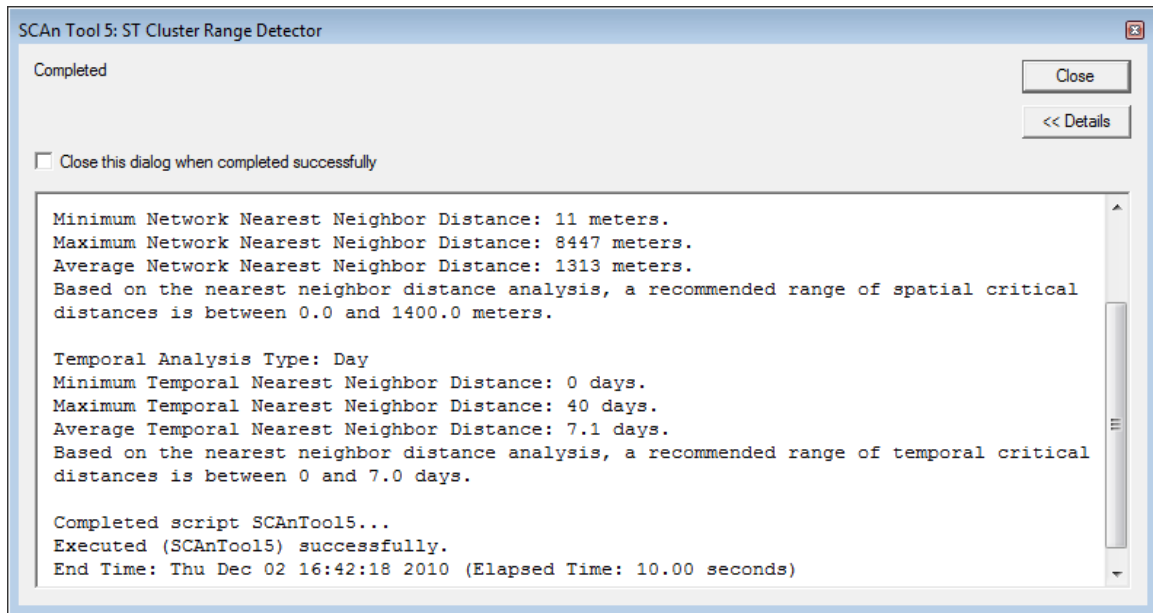 SCAn Tool 5: ST Cluster Range Detector
Completed
Close
<< Details
Close this dialog when completed successfully
Minimum Network Nearest Neighbor Distance: 11 meters.
Maximum Network Nearest Neighbor Distance: 8447 meters.
Average Network Nearest Neighbor Distance: 1313 meters.
Based on the nearest neighbor distance analysis, a recommended range of spatial critical
distances is between 0.0 and 1400.0 meters.
Temporal Analysis Type: Day
Minimum Temporal Nearest Neighbor Distance: 0 days.
Maximum Temporal Nearest Neighbor Distance: 40 days.
Average Temporal Nearest Neighbor Distance: 7.1 days.
Based on the nearest neighbor distance analysis, a recommended range of temporal critical
distances is between 0 and 7.0 days.
Completed script SCAnTool5...
Executed (SCAnTool5) successfully.
End Time: Thu Dec 02 16:42:18 2010 (Elapsed Time: 10.00 seconds)